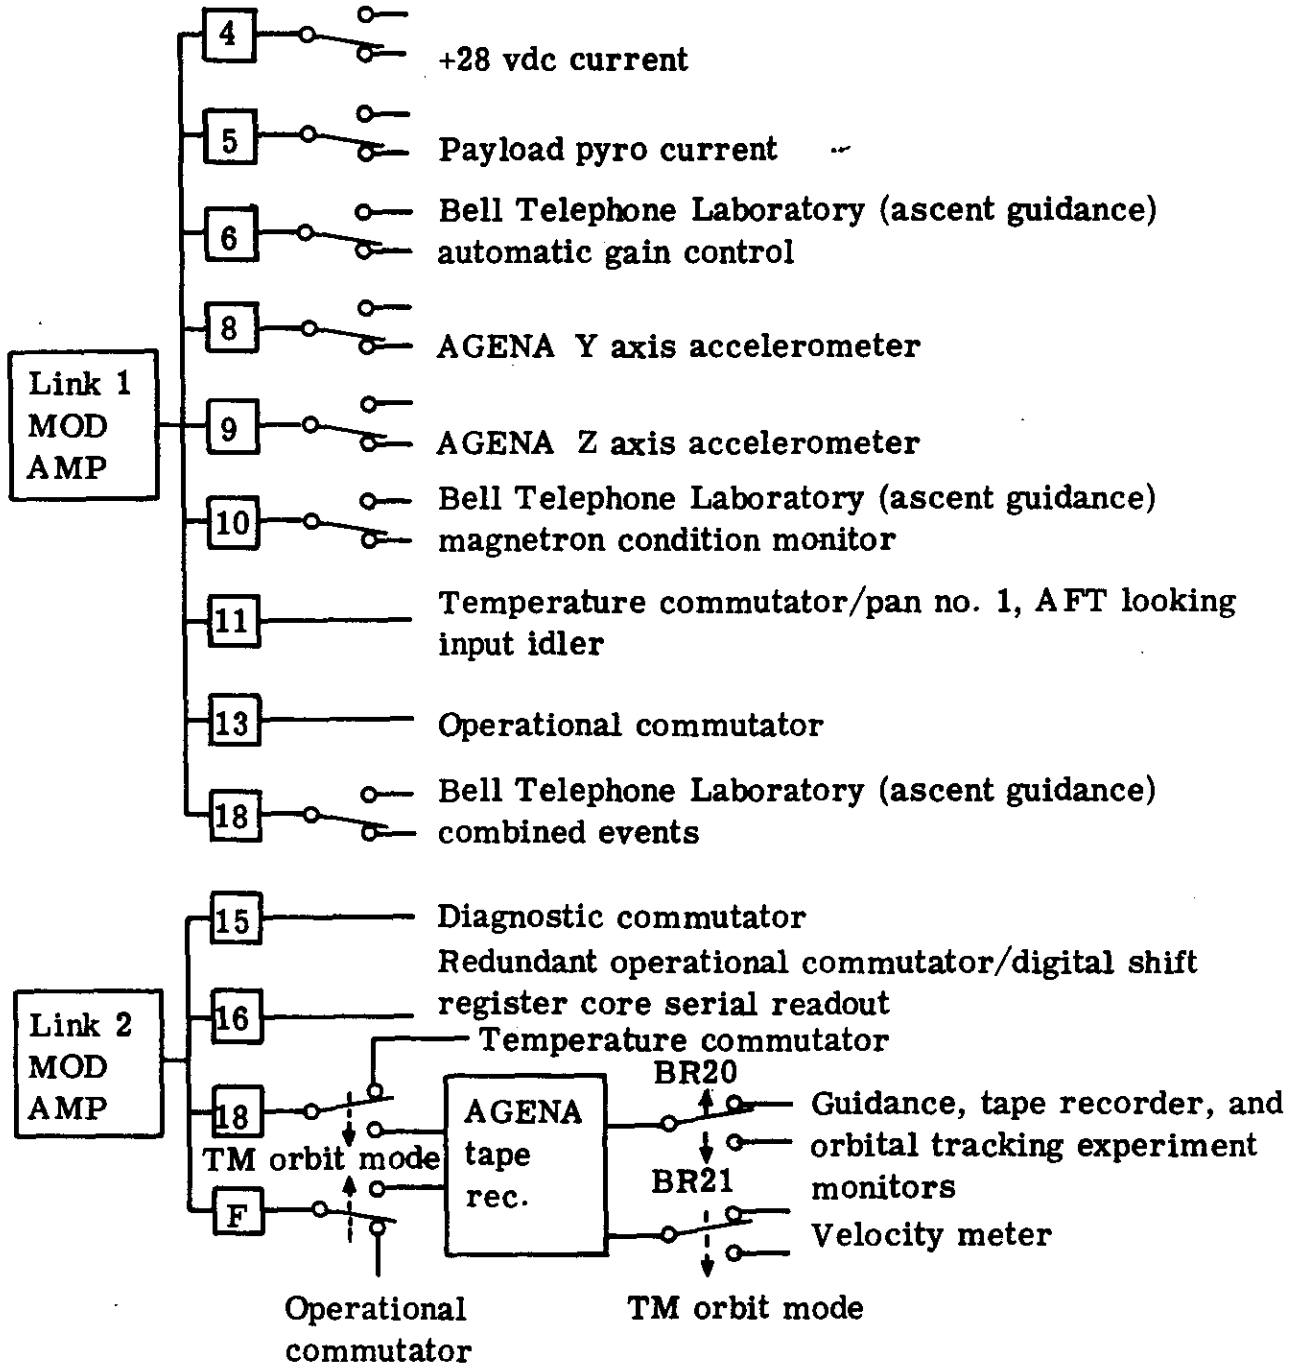 4
+28 vdc current
5
Payload pyro current
6
Bell Telephone Laboratory (ascent guidance)
automatic gain control
8
AGENA Y axis accelerometer
Link 1
MOD
AMP
9
AGENA Z axis accelerometer
10
Bell Telephone Laboratory (ascent guidance)
magnetron condition monitor
11
Temperature commutator/pan no. 1, AFT looking
input idler
13
Operational commutator
18
Bell Telephone Laboratory (ascent guidance)
combined events
15
Diagnostic commutator
Link 2
MOD
AMP
16
Redundant operational commutator/digital shift
register core serial readout
Temperature commutator
18
TM orbit mode
F
Operational
commutator
AGENA
tape
rec.
BR20
Guidance, tape recorder, and
orbital tracking experiment
monitors
BR21
Velocity meter
TM orbit mode